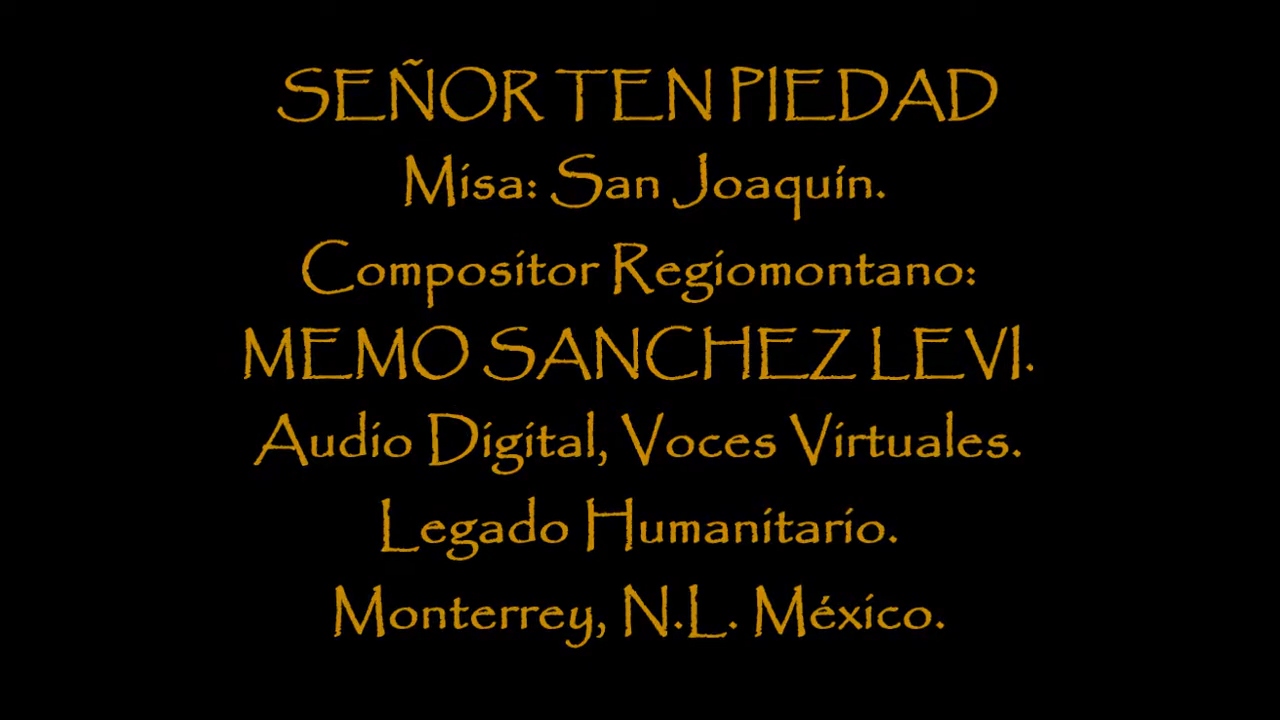 SEÑOR TEN PIEDAD
Misa: San Joaquín.
Compositor Regiomontano:
MEMO SANCHEZ LEVI.
Audio Digital, Voces Virtuales.
Legado Humanitario.
Monterrey, N.L. México.